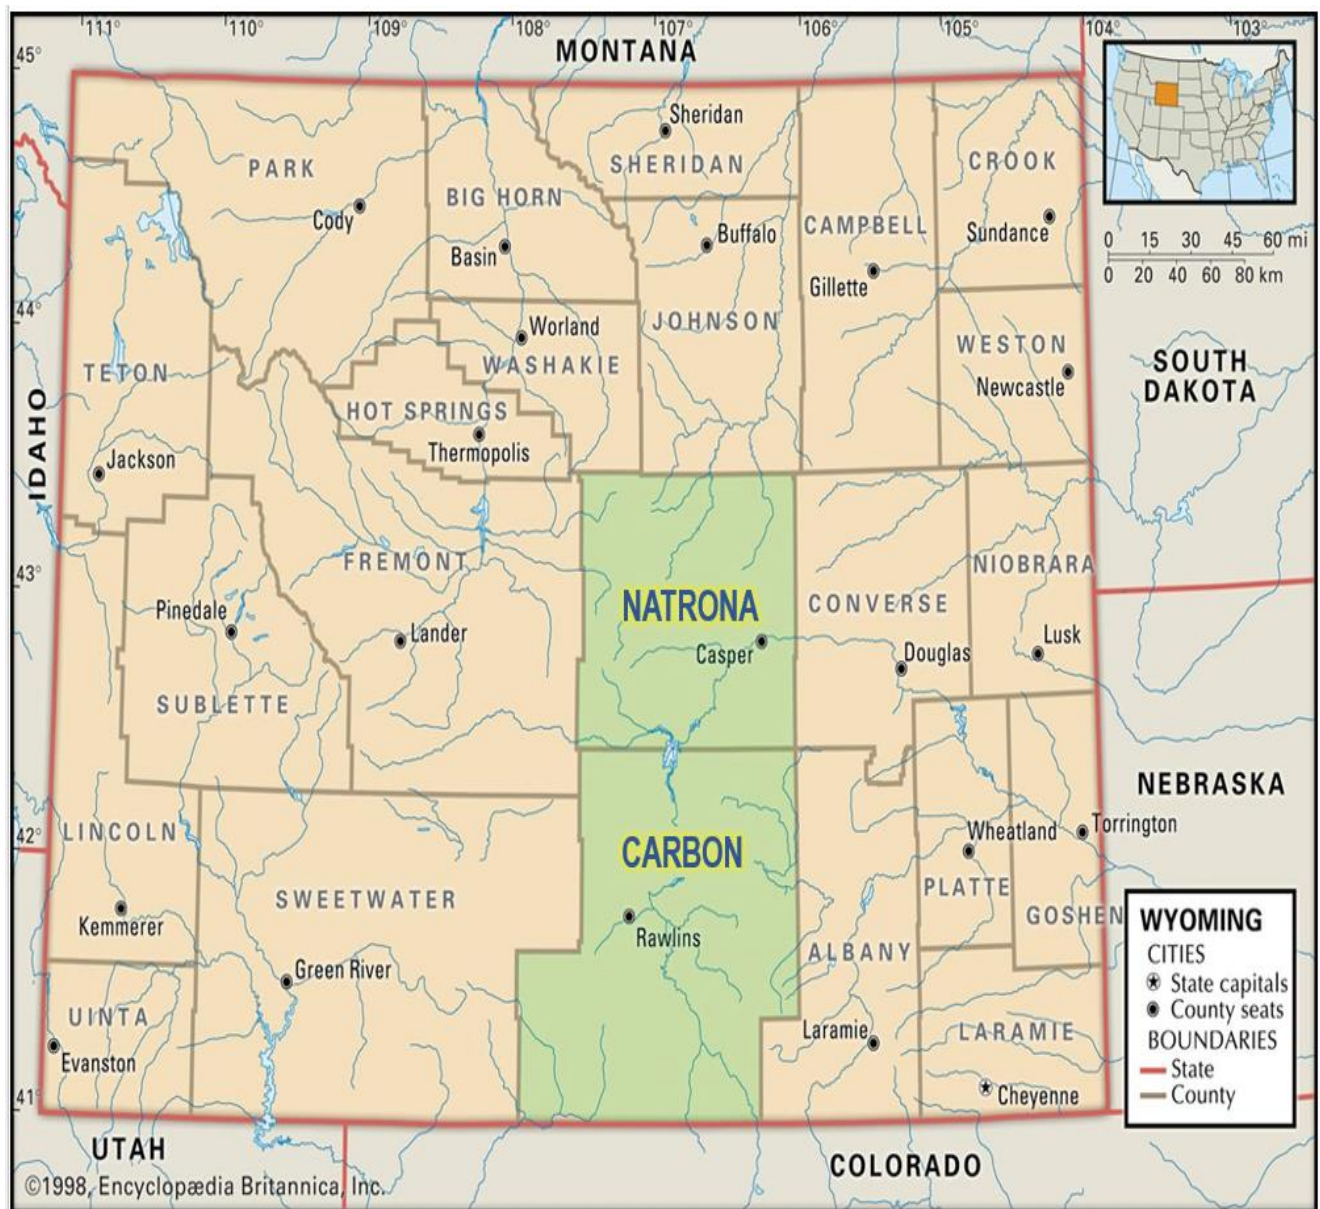 111°
110°
109°
108°
107°
106°
105°
104°
103°
45°
MONTANA
Sheridan
SHERIDAN
PARK
CROOK
BIG HORN
Cody
Buffalo
CAMPBELL
Sundance
Basin
Gillette
0 15 30 45 60 mi
0 20 40 60 80 km
44°
Worland
JOHNSON
WESTON
WASHAKIE
TETON
Newcastle
SOUTH
DAKOTA
IDAHO
HOT SPRINGS
Thermopolis
Jackson
FREMONT
NIOBRARA
43°
Pinedale
NATRONA
CONVERSE
Lander
Casper
Douglas
Lusk
SUBLETTE
NEBRASKA
42°
LINCOLN
CARBON
Wheatland
Torrington
PLATTE
SWEETWATER
GOSHEN
Kemmerer
Rawlins
ALBANY
Green River
UINTA
Laramie
LARAMIE
Evanston
Cheyenne
41°
WYOMING
CITIES
State capitals
County seats
BOUNDARIES
State
County
UTAH
COLORADO
©1998, Encyclopædia Britannica, Inc.